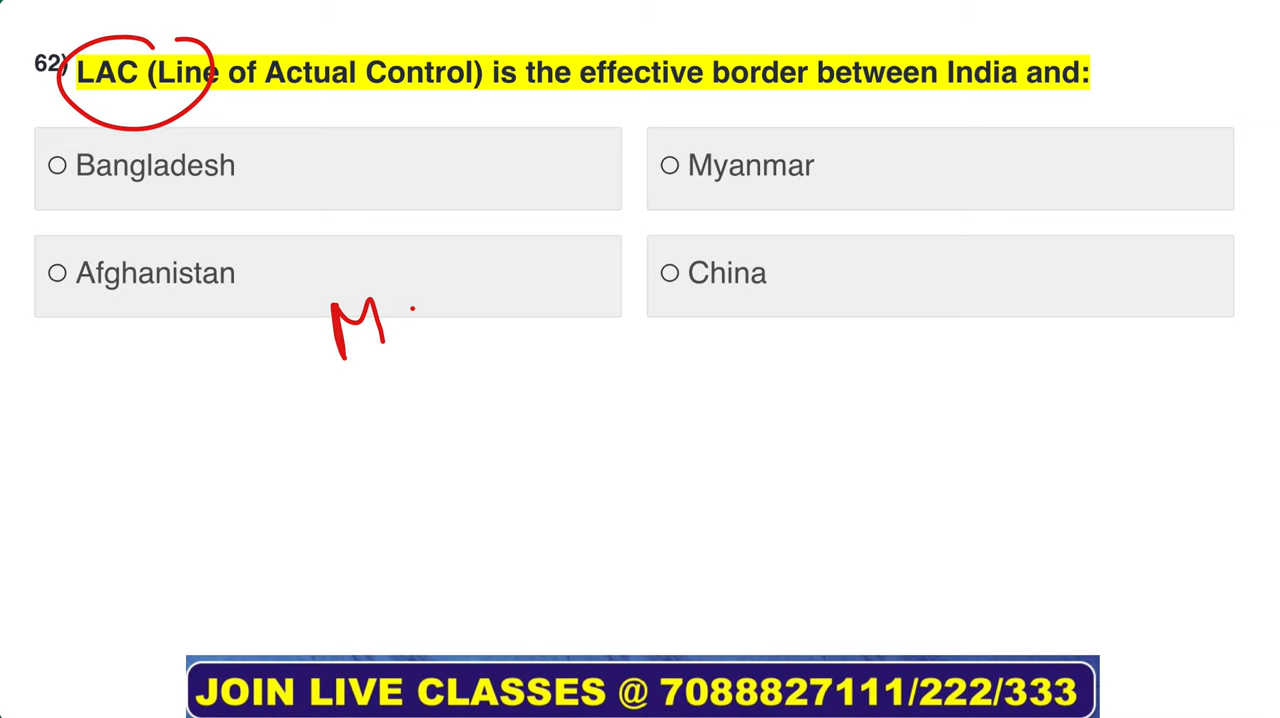 62) LAC (Line of Actual Control) is the effective border between India and:
Bangladesh
Myanmar
Afghanistan
China
M
JOIN LIVE CLASSES @ 7088827111/222/333